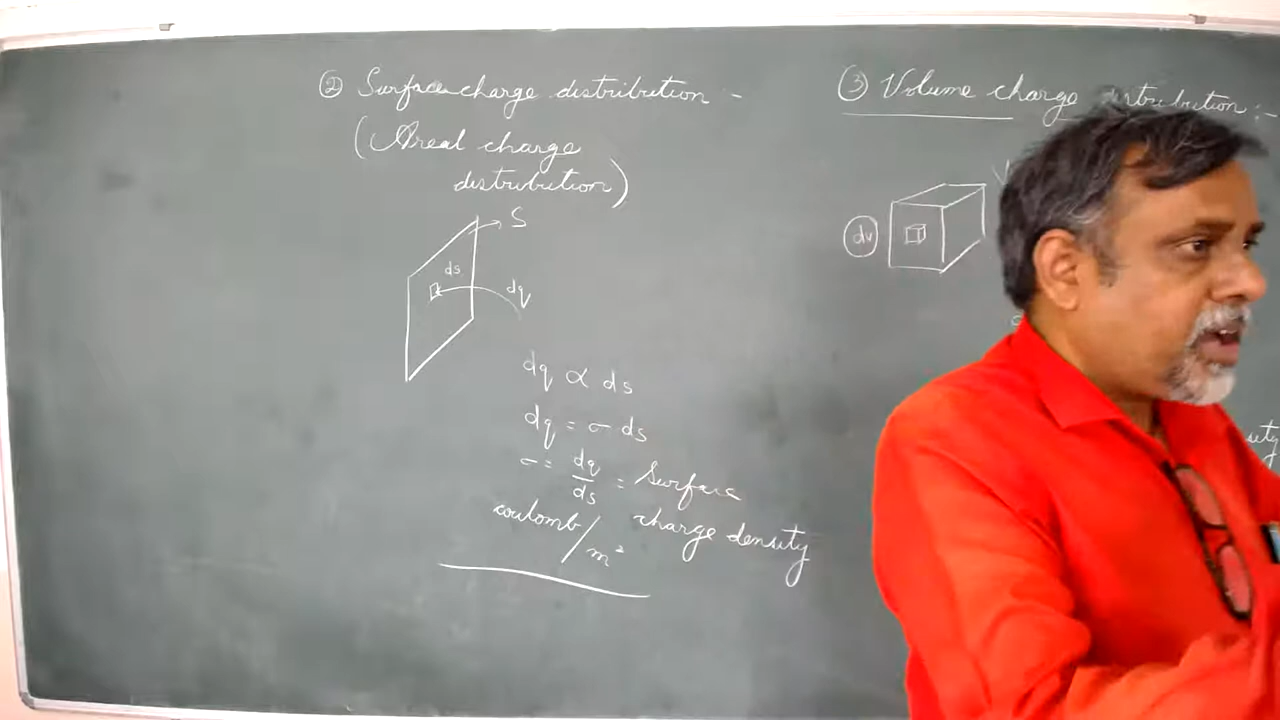 ② Surface charge distribution :-
(Areal charge
distribution)
S
ds
dq
dq ∝ ds
dq = σ ds
σ = dq/ds = Surface
charge density
coulomb/m²
③ Volume charge distribution :-
dv